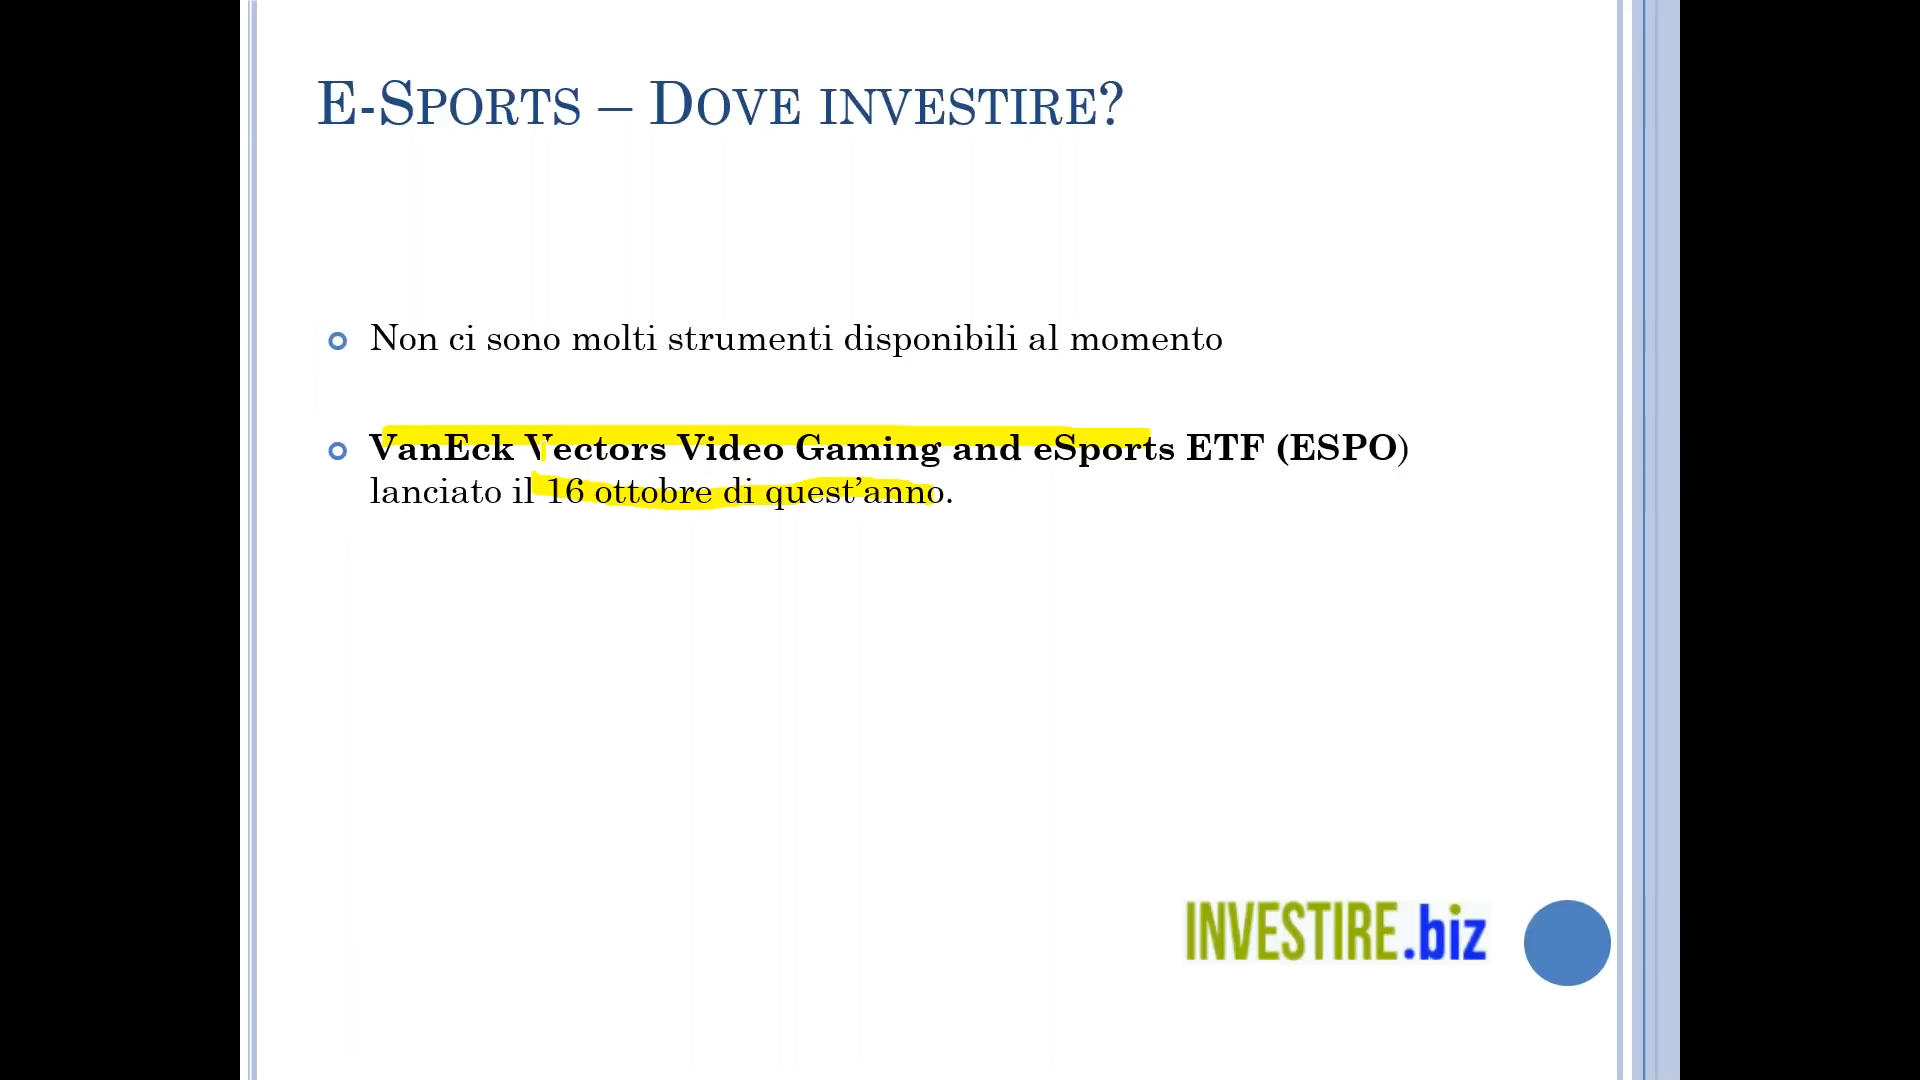 E-SPORTS – DOVE INVESTIRE?
Non ci sono molti strumenti disponibili al momento
VanEck Vectors Video Gaming and eSports ETF (ESPO)
lanciato il 16 ottobre di quest’anno.
INVESTIRE.biz